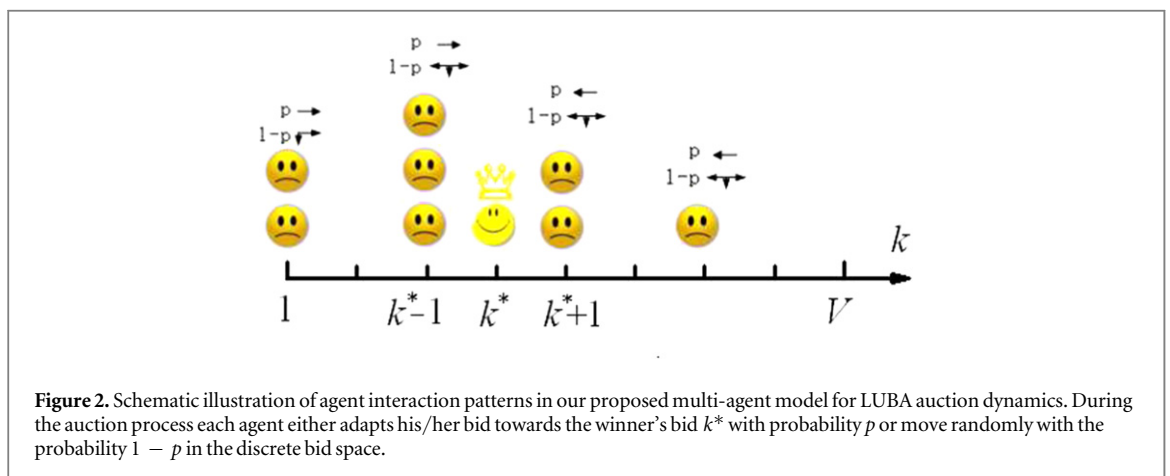 p →
1-p
p →
1-p
p ←
1-p
p ←
1-p
k
1 k*-1 k* k*+1 V
Figure 2. Schematic illustration of agent interaction patterns in our proposed multi-agent model for LUBA auction dynamics. During
the auction process each agent either adapts his/her bid towards the winner's bid k* with probability p or move randomly with the
probability 1 − p in the discrete bid space.